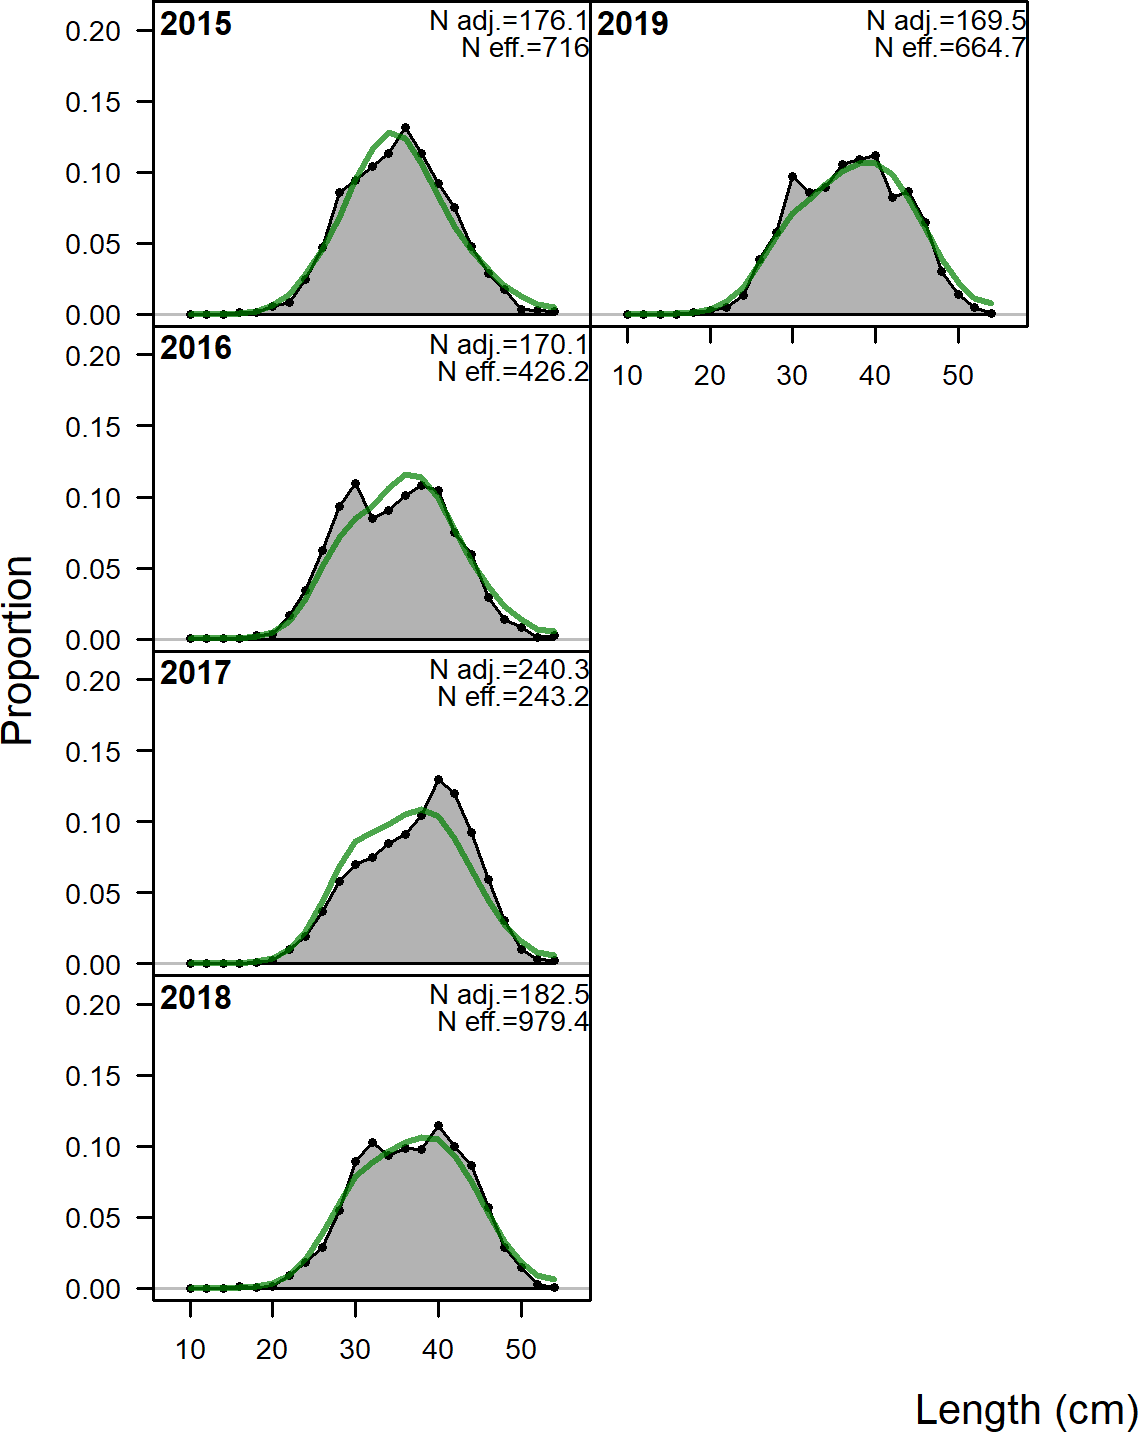 Proportion
2015
N adj.=176.1
N eff.=716
0.20
0.15
0.10
0.05
0.00
2019
N adj.=169.5
N eff.=664.7
10 20 30 40 50
2016
N adj.=170.1
N eff.=426.2
0.20
0.15
0.10
0.05
0.00
2017
N adj.=240.3
N eff.=243.2
0.20
0.15
0.10
0.05
0.00
2018
N adj.=182.5
N eff.=979.4
0.20
0.15
0.10
0.05
0.00
10 20 30 40 50
Length (cm)